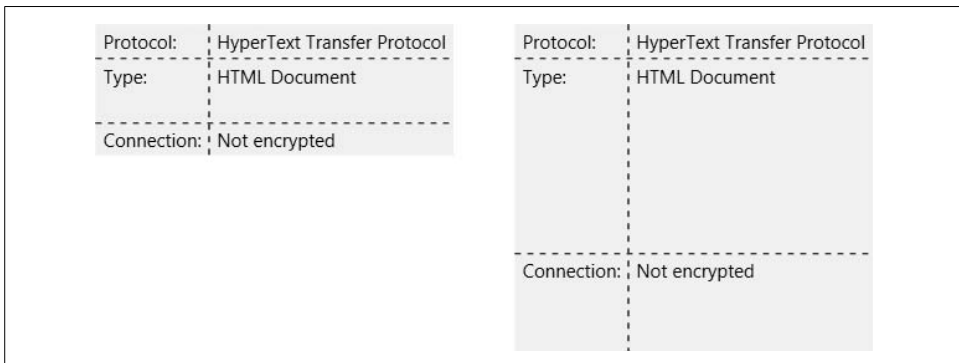 Protocol: HyperText Transfer Protocol
Type: HTML Document
Connection: Not encrypted
Protocol: HyperText Transfer Protocol
Type: HTML Document
Connection: Not encrypted